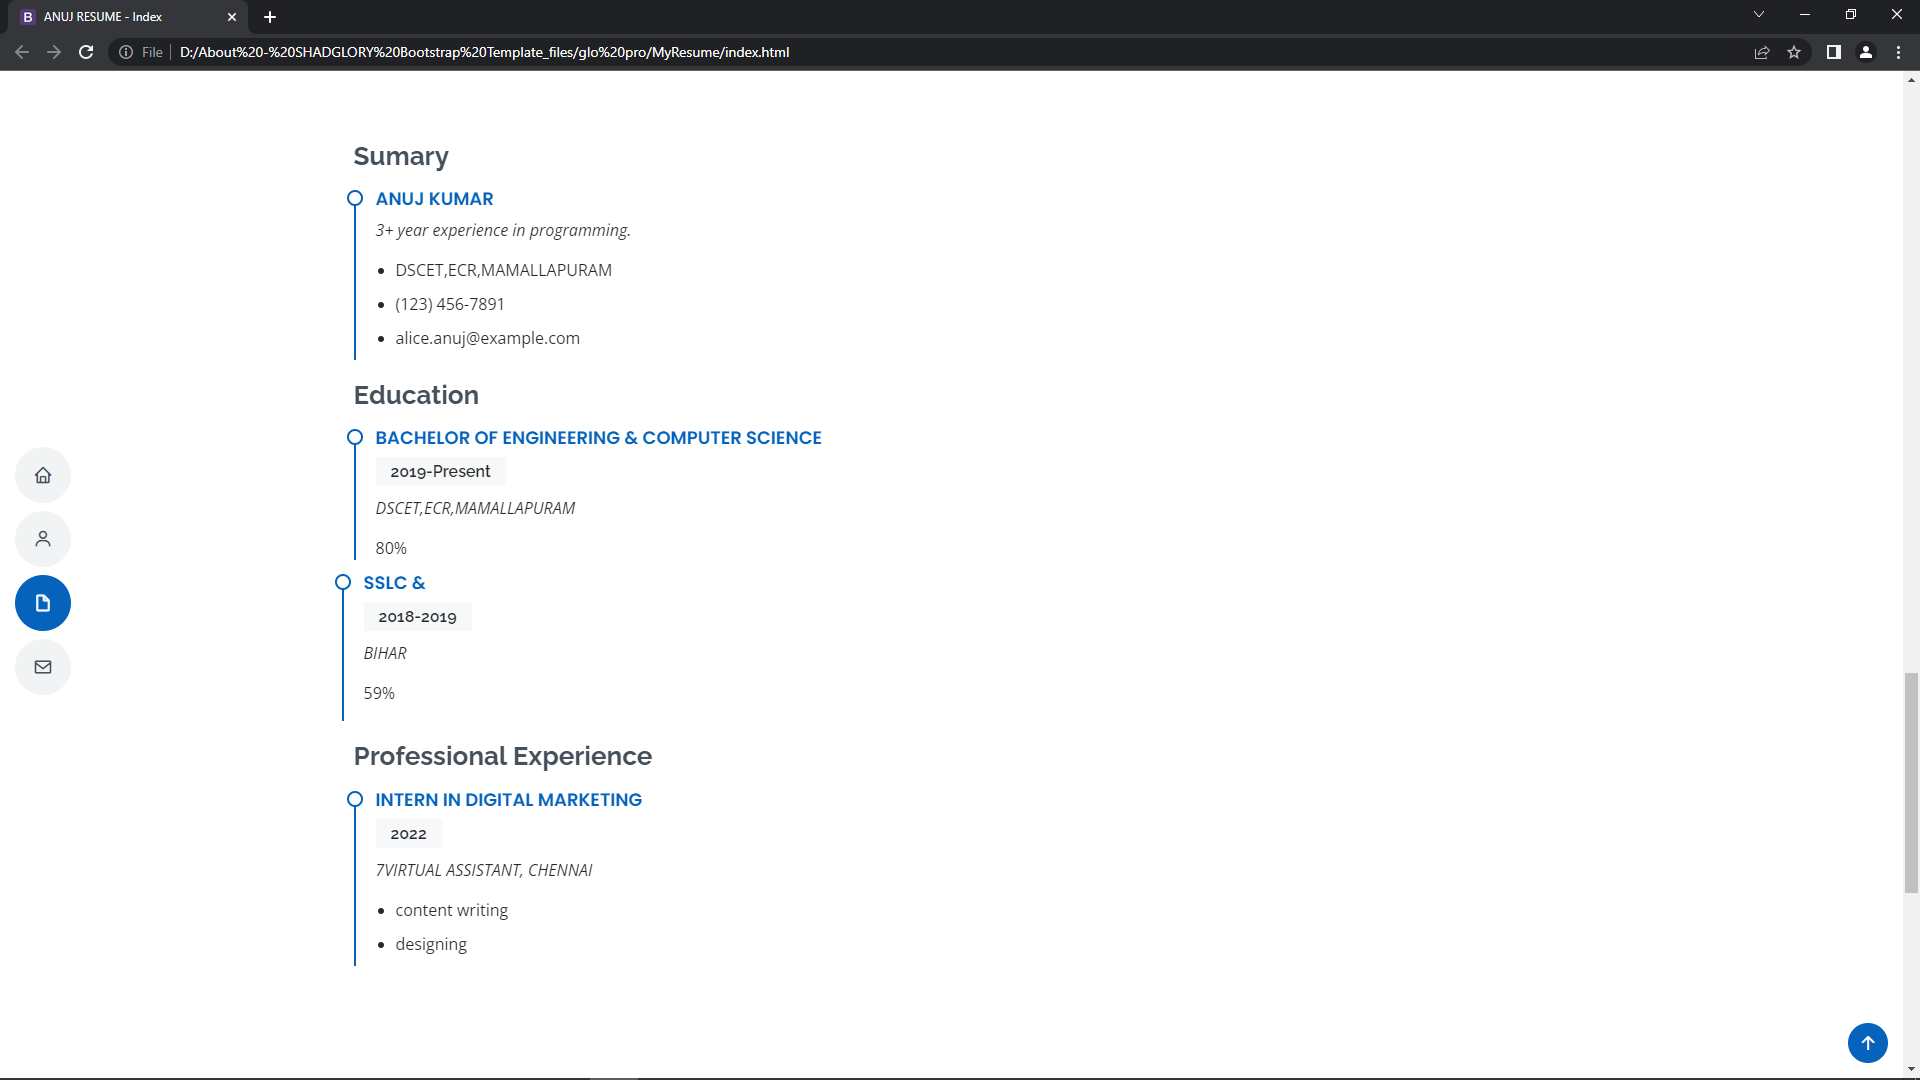 ANUJ RESUME - Index
File
D:/About%20-%20SHADGLORY%20Bootstrap%20Template_files/glo%20pro/MyResume/index.html
Sumary
ANUJ KUMAR
3+ year experience in programming.
DSCET,ECR,MAMALLAPURAM
(123) 456-7891
alice.anuj@example.com
Education
BACHELOR OF ENGINEERING & COMPUTER SCIENCE
2019-Present
DSCET,ECR,MAMALLAPURAM
80%
SSLC &
2018-2019
BIHAR
59%
Professional Experience
INTERN IN DIGITAL MARKETING
2022
7VIRTUAL ASSISTANT, CHENNAI
content writing
designing